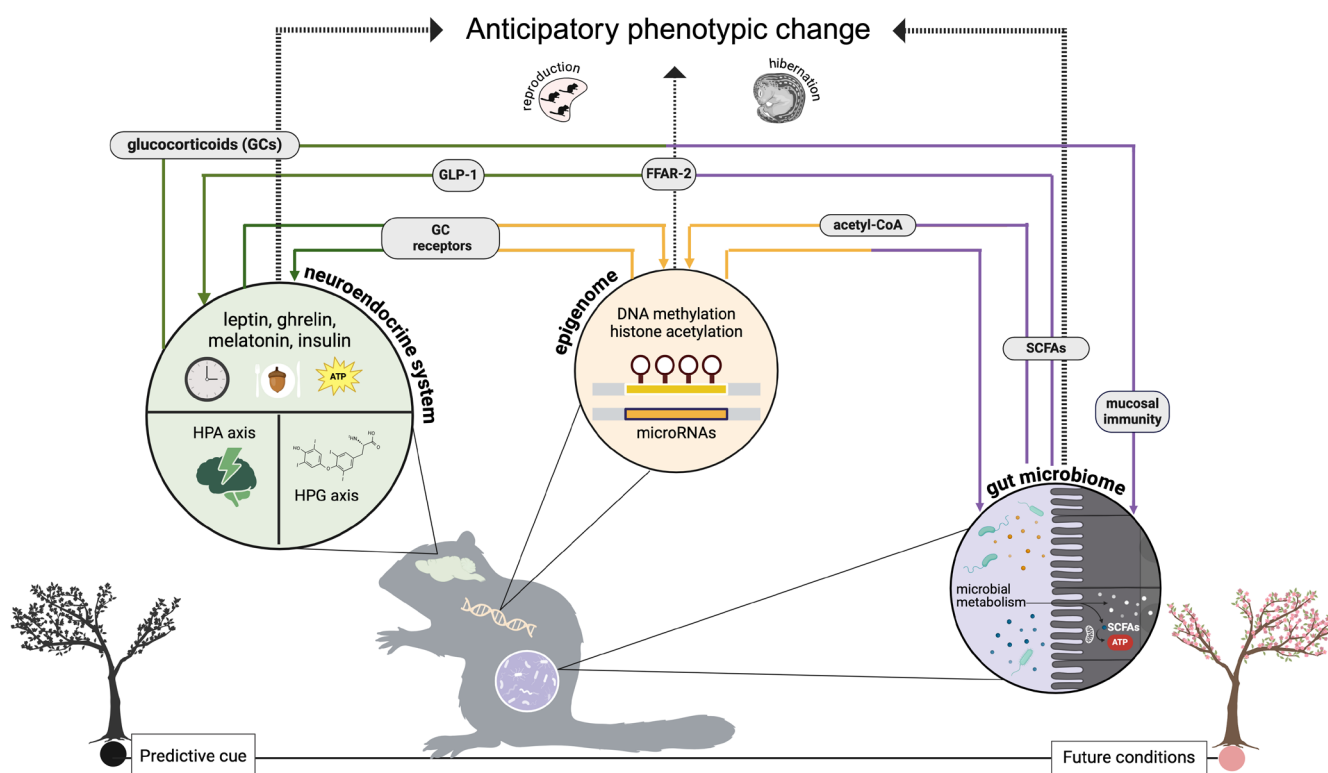 Anticipatory phenotypic change
reproduction
hibernation
glucocorticoids (GCs)
GLP-1
FFAR-2
GC
receptors
acetyl-CoA
neuroendocrine system
leptin, ghrelin,
melatonin, insulin
ATP
HPA axis
HPG axis
epigenome
DNA methylation
histone acetylation
microRNAs
SCFAs
mucosal
immunity
gut microbiome
microbial
metabolism
SCFAs
ATP
Predictive cue
Future conditions